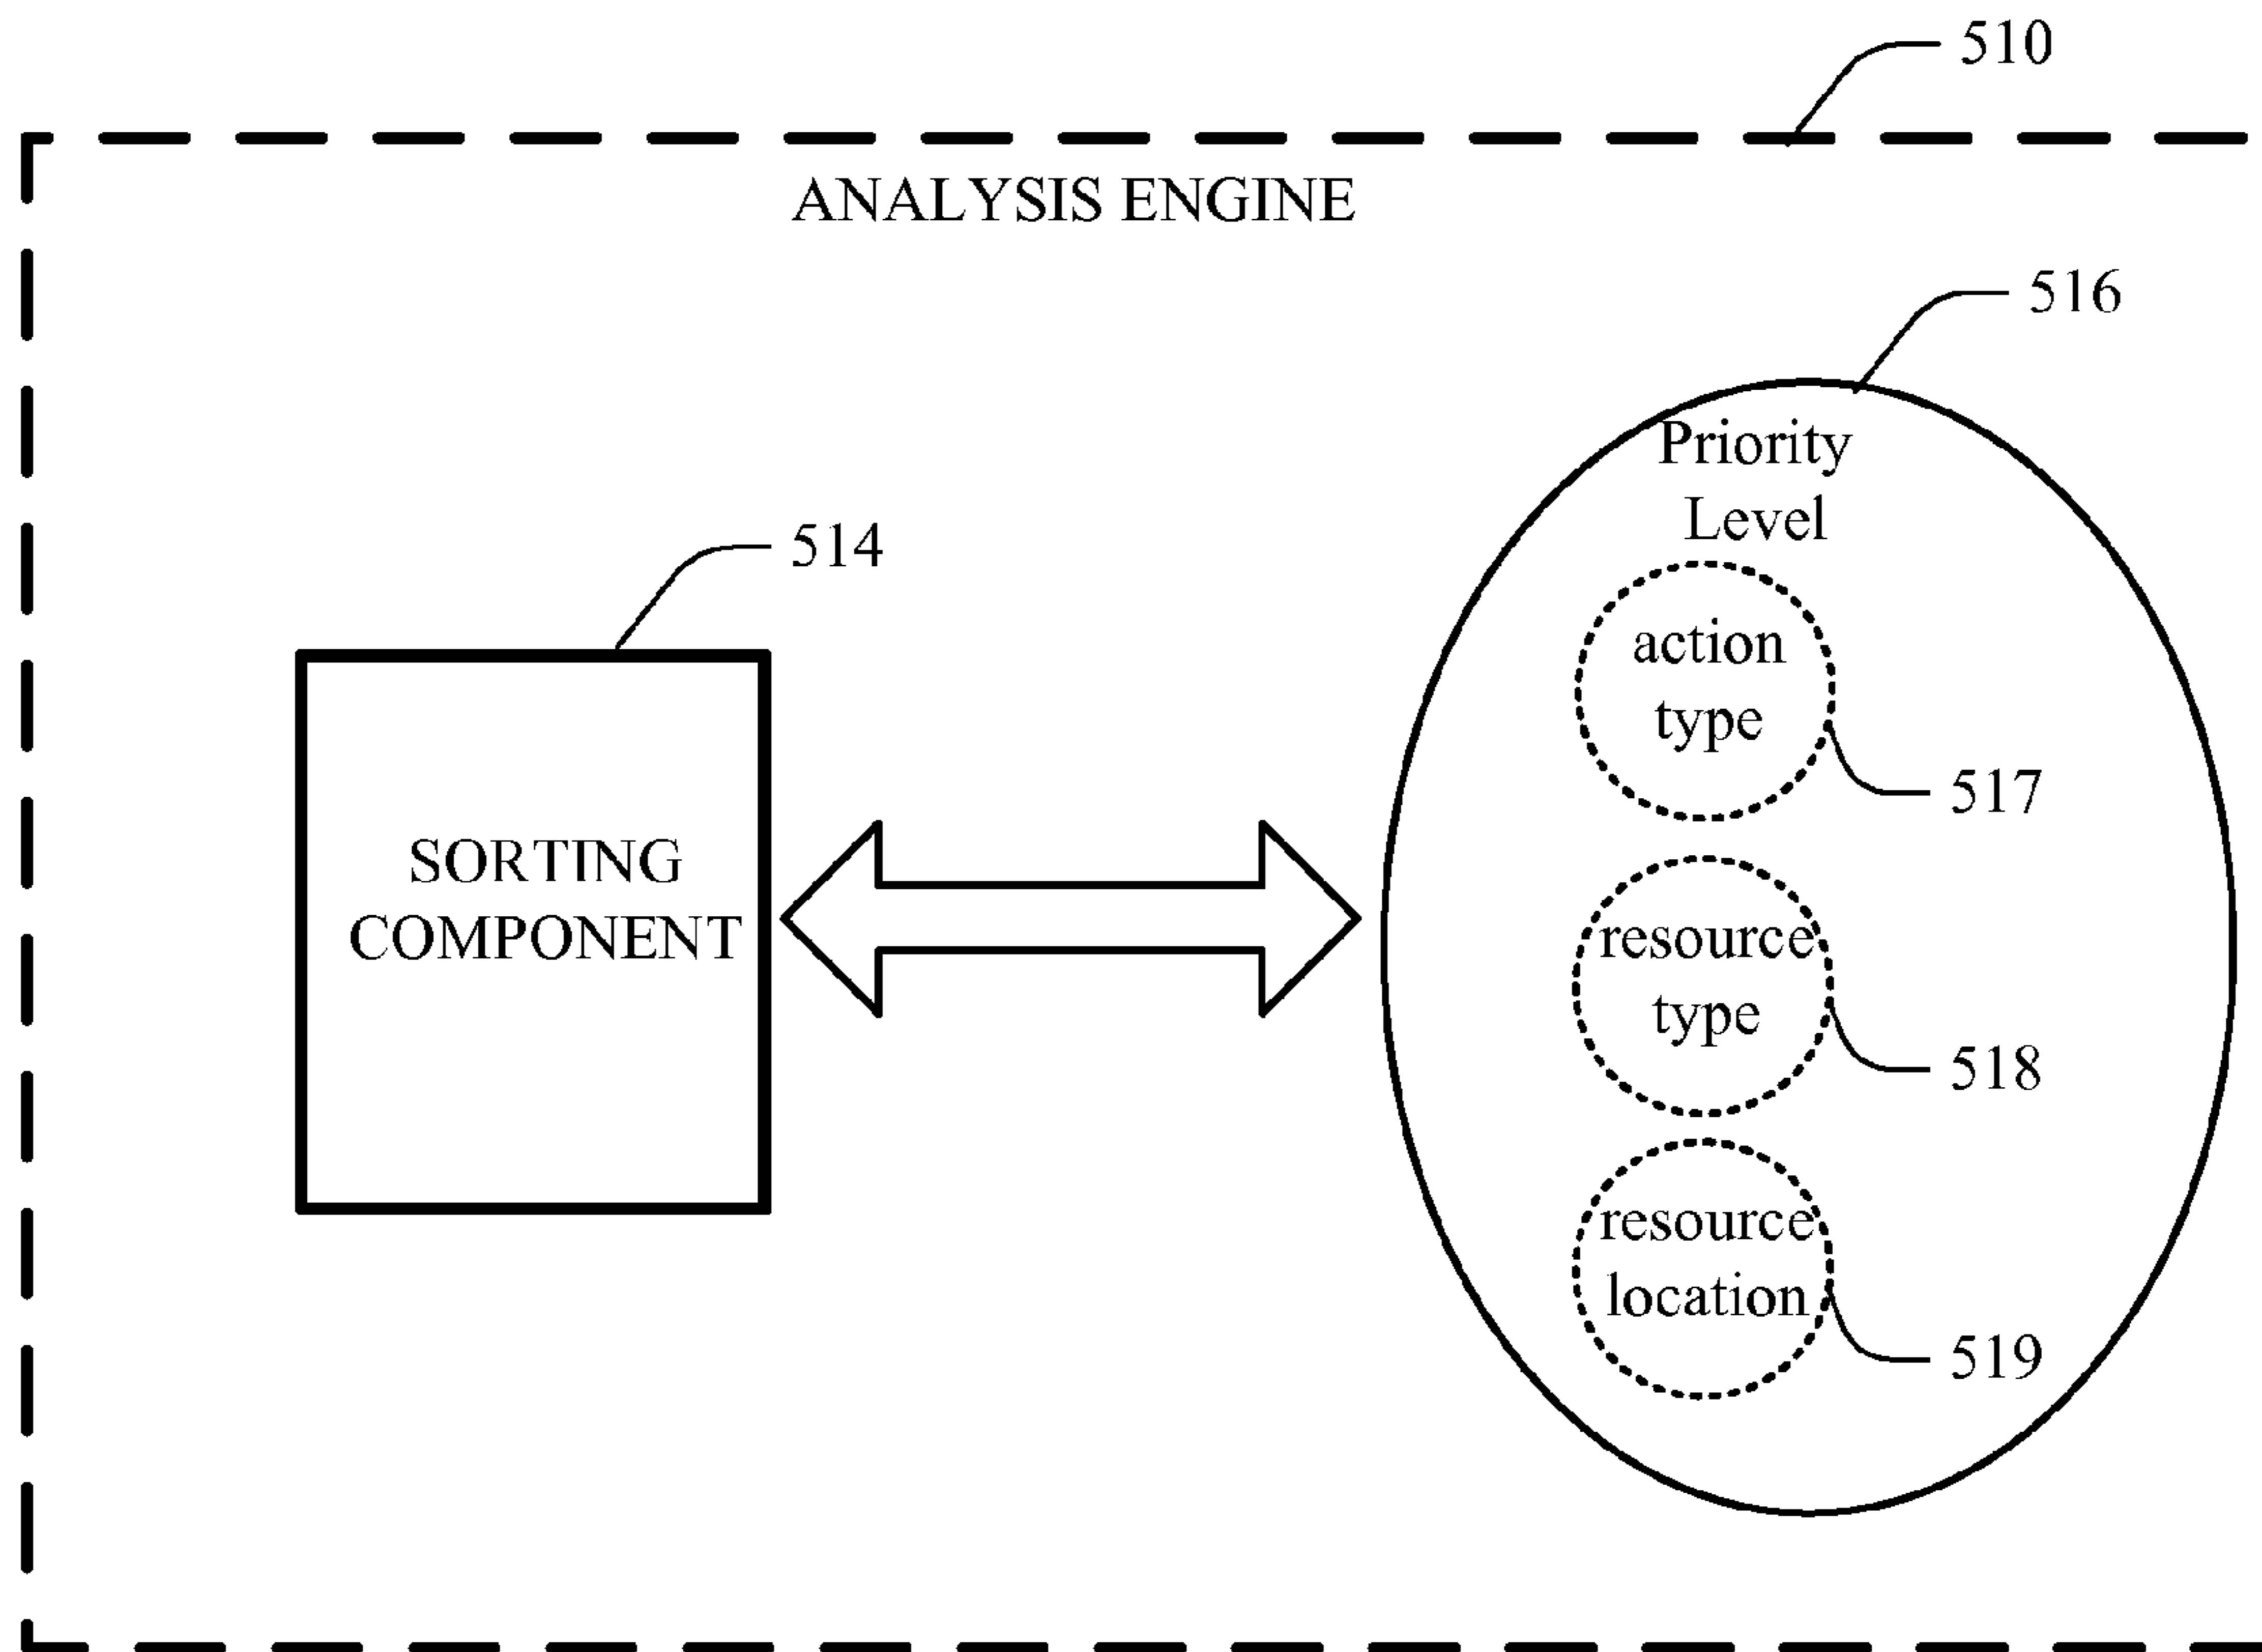 510
ANALYSIS ENGINE
516
Priority
Level
514
action
type
517
SORTING
COMPONENT
resource
type
518
resource
location
519